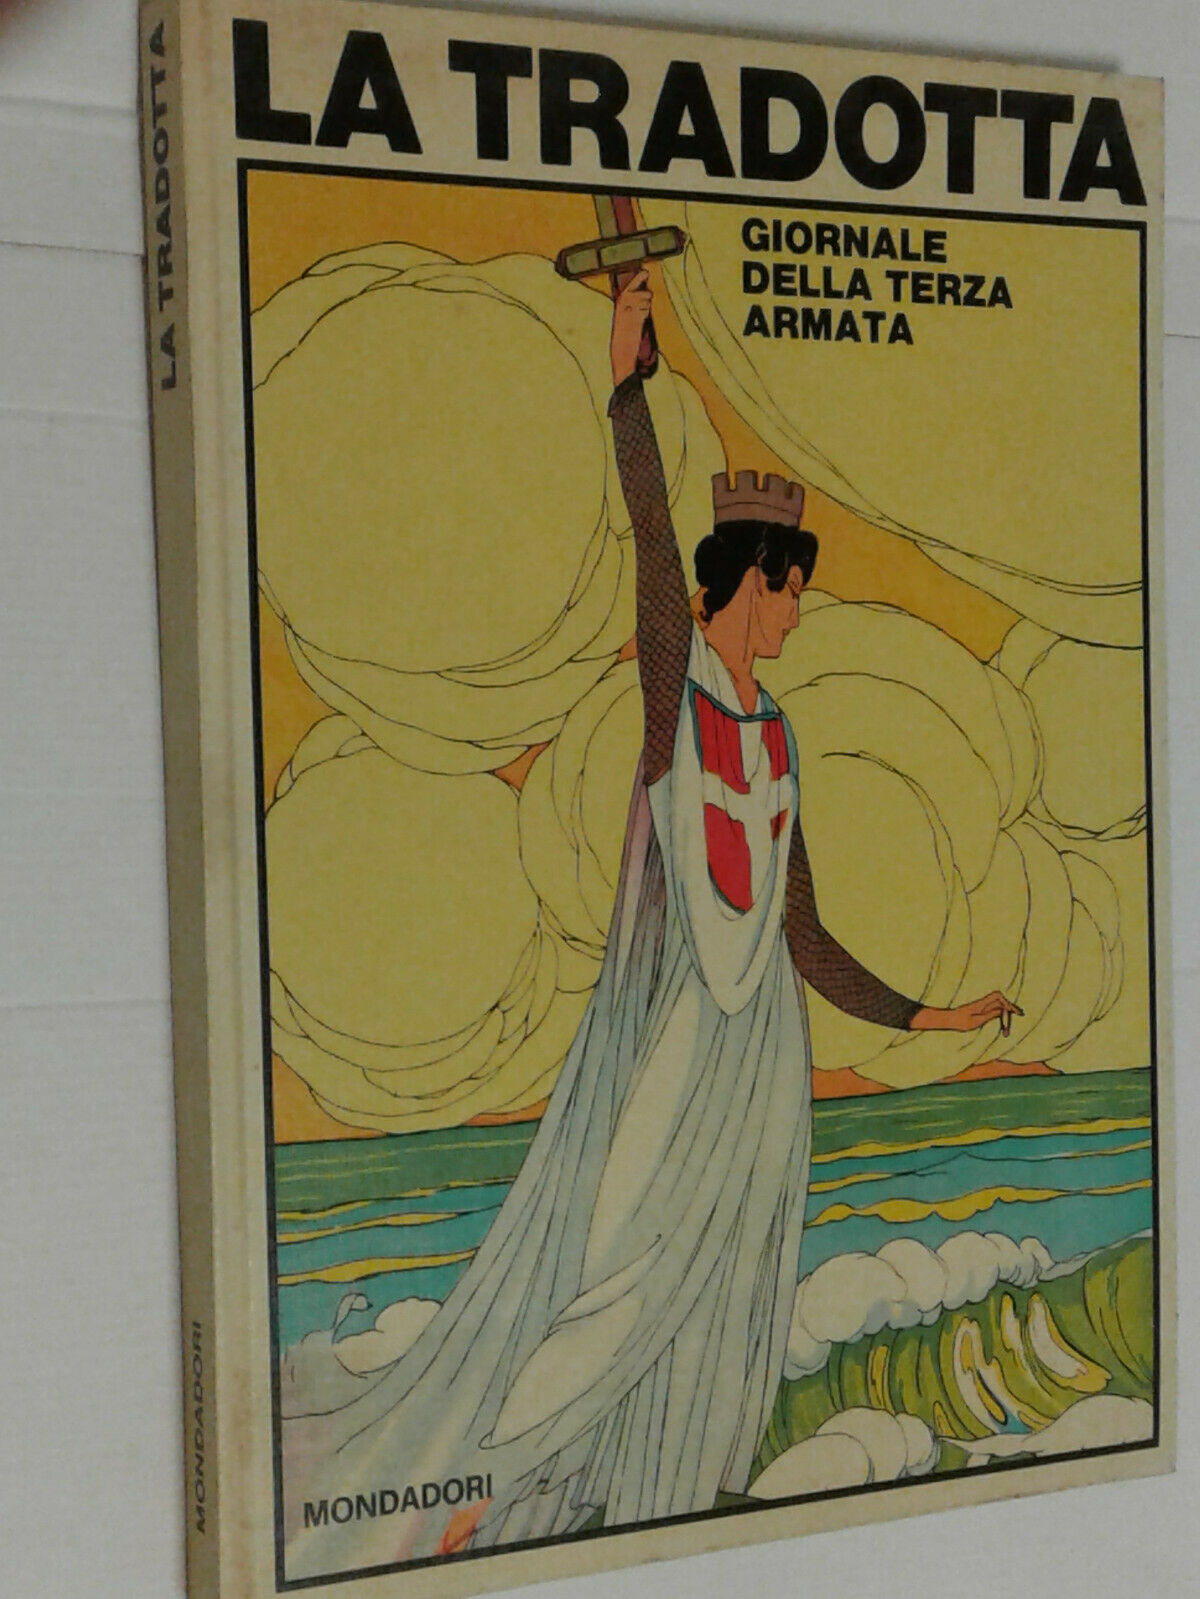 LA TRADOTTA
GIORNALE
DELLA TERZA
ARMATA
MONDADORI
LA TRADOTTA
MONDADORI